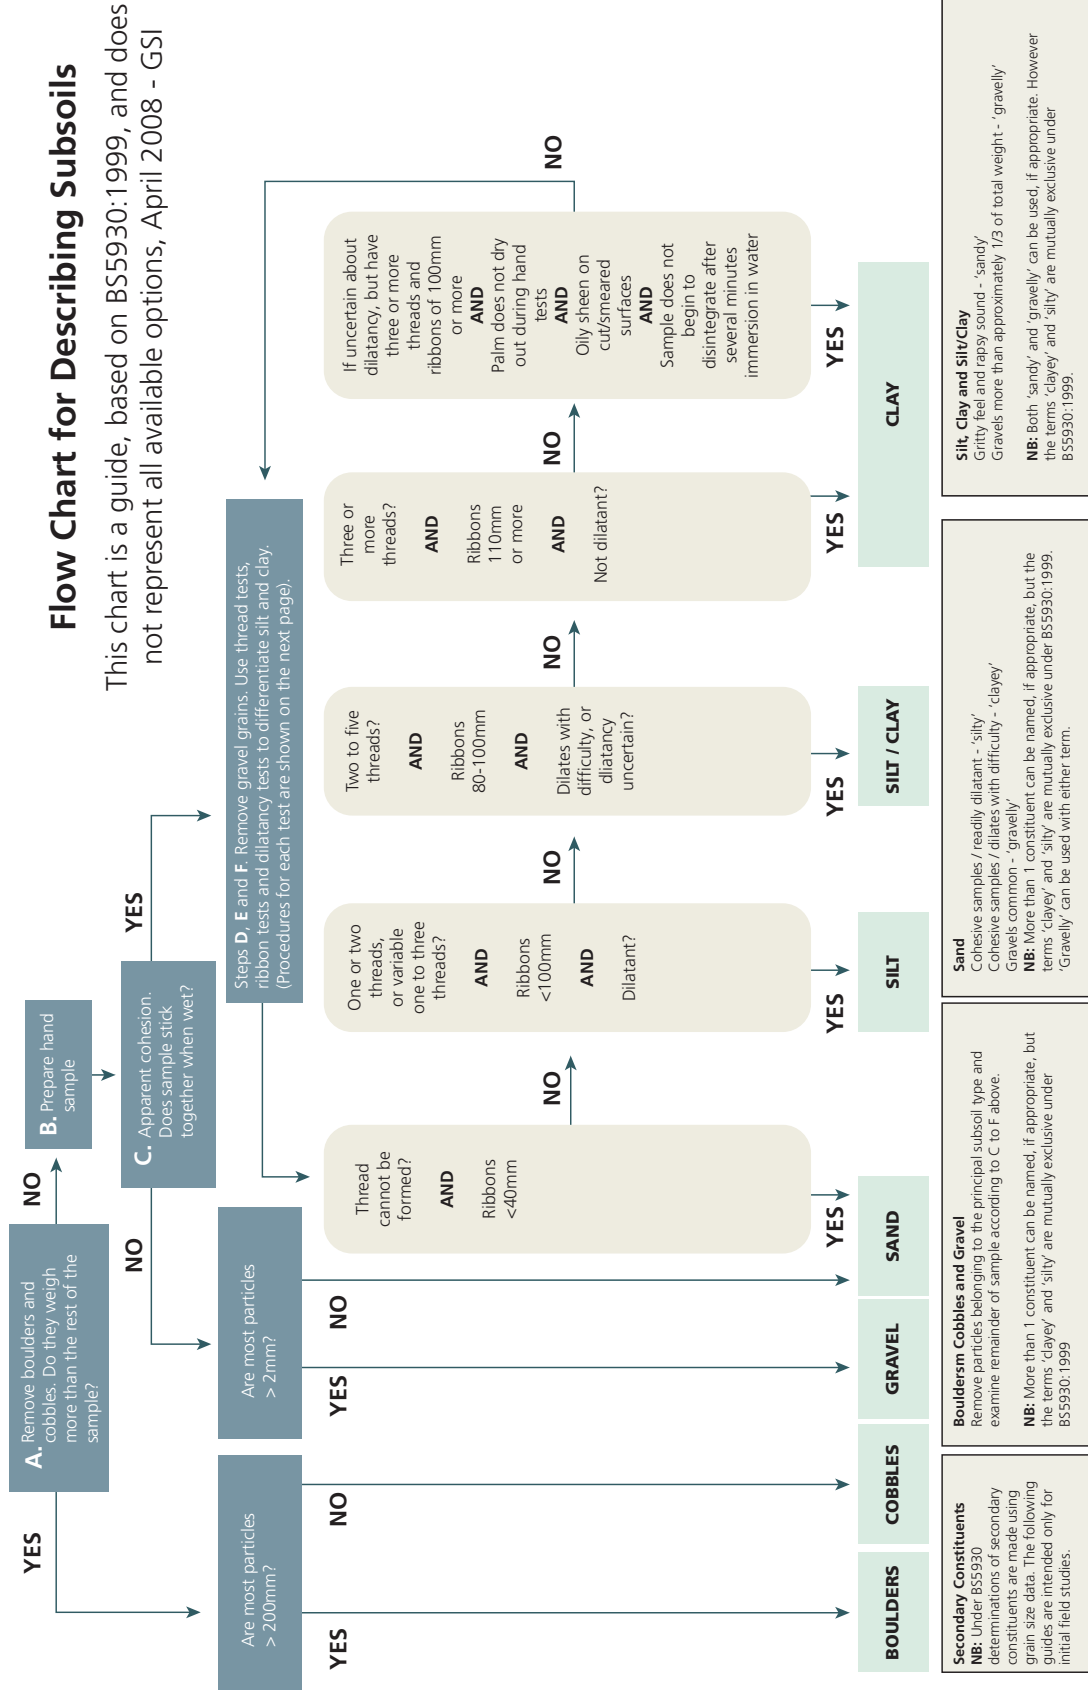 Flow Chart for Describing Subsoils
This chart is a guide, based on BS5930:1999, and does
not represent all available options, April 2008 - GSI
A. Remove boulders and
cobbles. Do they weigh
more than the rest of the
sample?
YES
NO
B. Prepare hand
sample
C. Apparent cohesion.
Does sample stick
together when wet?
NO
YES
Are most particles
> 200mm?
YES
NO
Are most particles
> 2mm?
YES
NO
Steps D, E and F. Remove gravel grains. Use thread tests,
ribbon tests and dilatancy tests to differentiate silt and clay.
(Procedures for each test are shown on the next page).
Thread
cannot be
formed?
AND
Ribbons
<40mm
YES
NO
One or two
threads,
or variable
one to three
threads?
AND
Ribbons
<100mm
AND
Dilatant?
YES
NO
Two to five
threads?
AND
Ribbons
80-100mm
AND
Dilates with
difficulty, or
dliatancy
uncertain?
YES
NO
Three or
more
threads?
AND
Ribbons
110mm
or more
AND
Not dilatant?
YES
NO
If uncertain about
dilatancy, but have
three or more
threads and
ribbons of 100mm
or more
AND
Palm does not dry
out during hand
tests
AND
Oily sheen on
cut/smeared
surfaces
AND
Sample does not
begin to
disintegrate after
several minutes
immersion in water
YES
NO
BOULDERS
COBBLES
GRAVEL
SAND
SILT
SILT / CLAY
CLAY
Secondary Constituents
NB: Under BS5930
determinations of secondary
constituents are made using
grain size data. The following
guides are intended only for
initial field studies.
Bouldersm Cobbles and Gravel
Remove particles belonging to the principal subsoil type and
examine remainder of sample according to C to F above.
NB: More than 1 constituent can be named, if appropriate, but
the terms 'clayey' and 'silty' are mutually exclusive under
BS5930:1999
Sand
Cohesive samples / readily dilatant - 'silty'
Cohesive samples / dilates with difficulty - 'clayey'
Gravels common - 'gravelly'
NB: More than 1 constituent can be named, if appropriate, but the
terms 'clayey' and 'silty' are mutually exclusive under BS5930:1999.
'Gravelly' can be used with either term.
Silt, Clay and Silt/Clay
Gritty feel and rapsy sound - 'sandy'
Gravels more than approximately 1/3 of total weight - 'gravelly'
NB: Both 'sandy' and 'gravelly' can be used, if appropriate. However
the terms 'clayey' and 'silty' are mutually exclusive under
BS5930:1999.